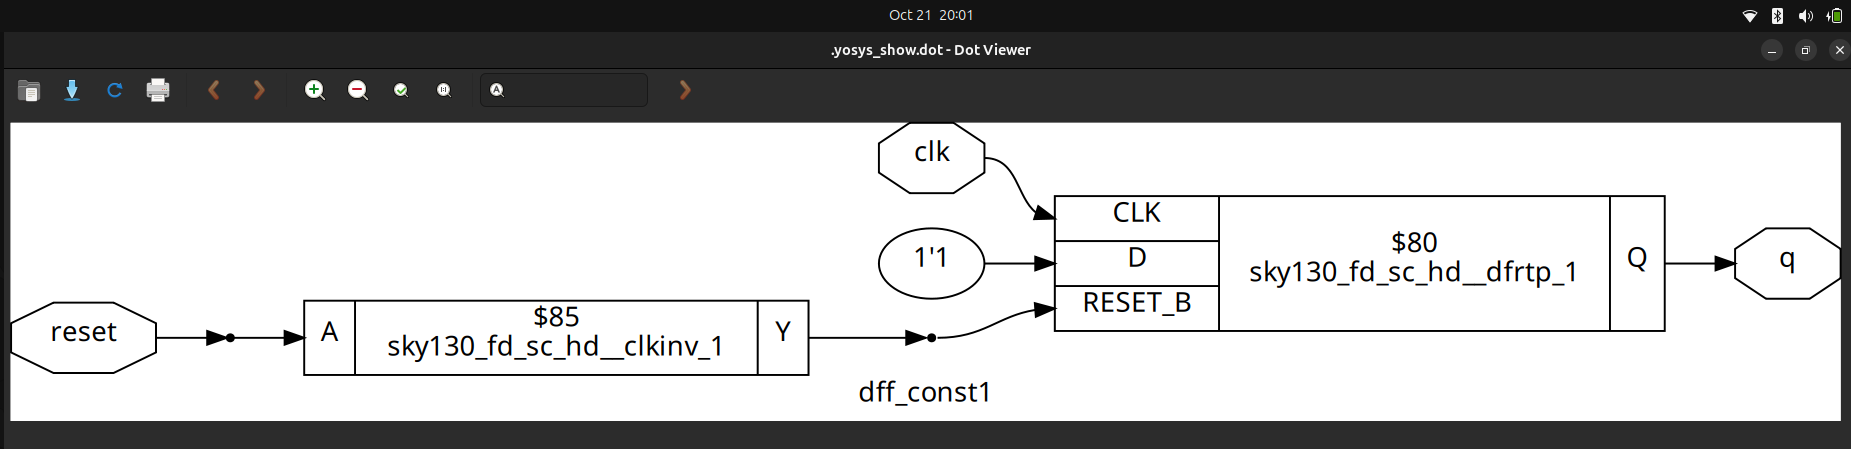 Oct 21 20:01
.yosys_show.dot - Dot Viewer
A
clk
CLK
1'1
D
$80
sky130_fd_sc_hd__dfrtp_1
Q
q
RESET_B
reset
A
$85
sky130_fd_sc_hd__clkinv_1
Y
dff_const1